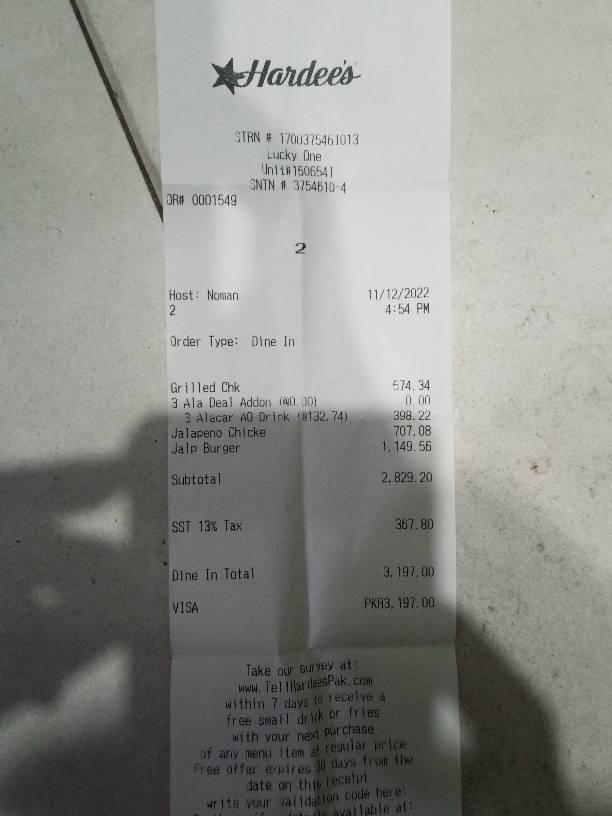 Hardee's
STRN # 1700375461013
Lucky One
Unit#1506541
SNTN # 3754610-4
OR# 0001549
2
Host: Noman 11/12/2022
2 4:54 PM
Order Type: Dine In
Grilled Chk 574.34
3 Ala Deal Addon (@0.00) 0.00
3 Alacar AO Drink (@132.74) 398.22
Jalapeno Chicke 707.08
Jalp Burger 1,149.56
Subtotal 2,829.20
SST 13% Tax 367.80
Dine In Total 3,197.00
VISA PKR3,197.00
Take our survey at:
www.TellHardeesPak.com
within 7 days to receive a
free small drink or fries
with your next purchase
of any menu item at regular price
Free offer expires 30 days from the
date on this receipt
write your validation code here:
available at: